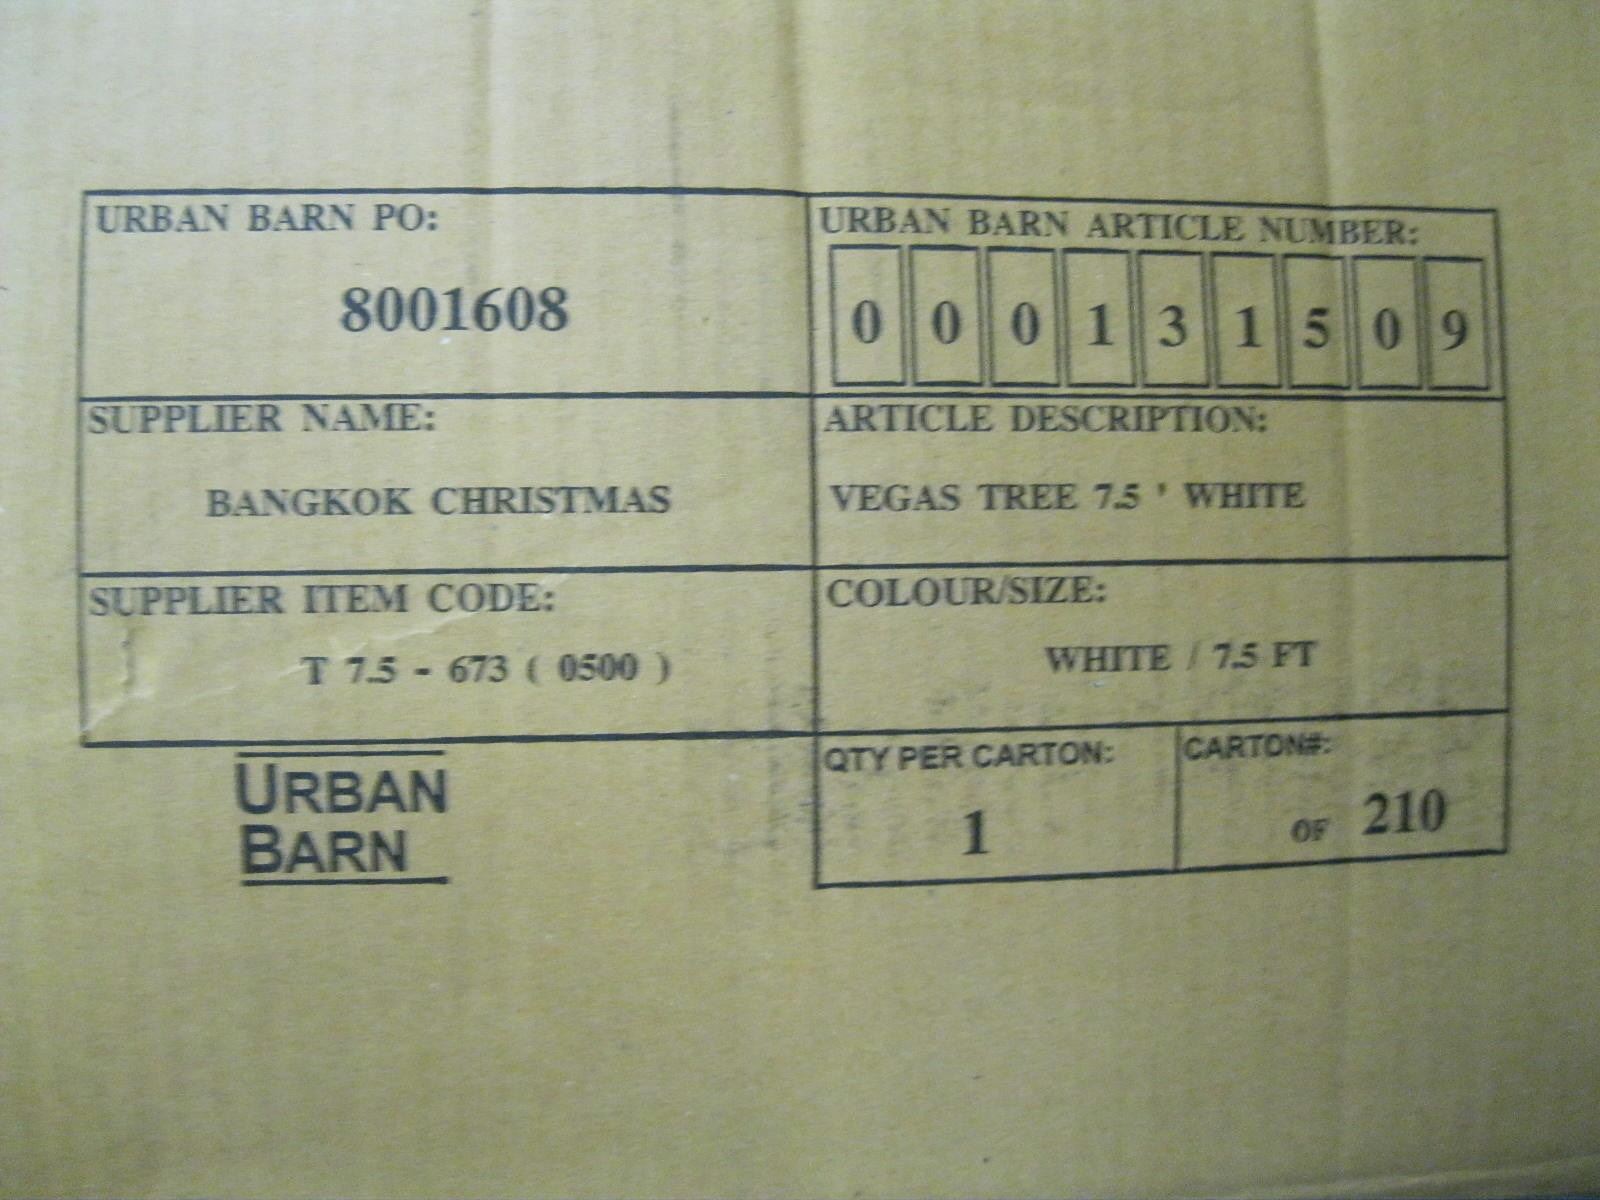 URBAN BARN PO:
8001608
URBAN BARN ARTICLE NUMBER:
0 0 0 1 3 1 5 0 9
SUPPLIER NAME:
BANGKOK CHRISTMAS
ARTICLE DESCRIPTION:
VEGAS TREE 7.5 ' WHITE
SUPPLIER ITEM CODE:
T 7.5 - 673 ( 0500 )
COLOUR/SIZE:
WHITE / 7.5 FT
URBAN
BARN
QTY PER CARTON:
1
CARTON#:
OF 210